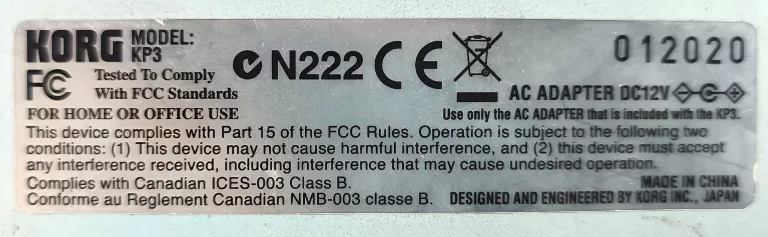 KORG MODEL: KP3
012020
N222 CE
FC Tested To Comply
With FCC Standards
AC ADAPTER DC12V
FOR HOME OR OFFICE USE
Use only the AC ADAPTER that is included with the KP3.
This device complies with Part 15 of the FCC Rules. Operation is subject to the following two
conditions: (1) This device may not cause harmful interference, and (2) this device must accept
any interference received, including interference that may cause undesired operation.
Complies with Canadian ICES-003 Class B.
MADE IN CHINA
Conforme au Reglement Canadian NMB-003 classe B.
DESIGNED AND ENGINEERED BY KORG INC., JAPAN